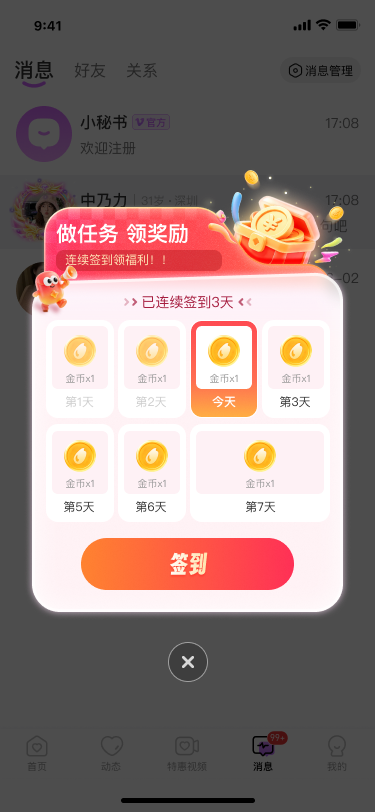 9:41
消息 好友 关系
消息管理
小秘书 官方 17:08
欢迎注册
中乃力 31岁·深圳 17:08
做任务 领奖励
连续签到领福利！！
已连续签到3天
金币x1 金币x1 金币x1 金币x1
第1天 第2天 今天 第3天
金币x1 金币x1 金币x1
第5天 第6天 第7天
签到
99+
首页 动态 特惠视频 消息 我的